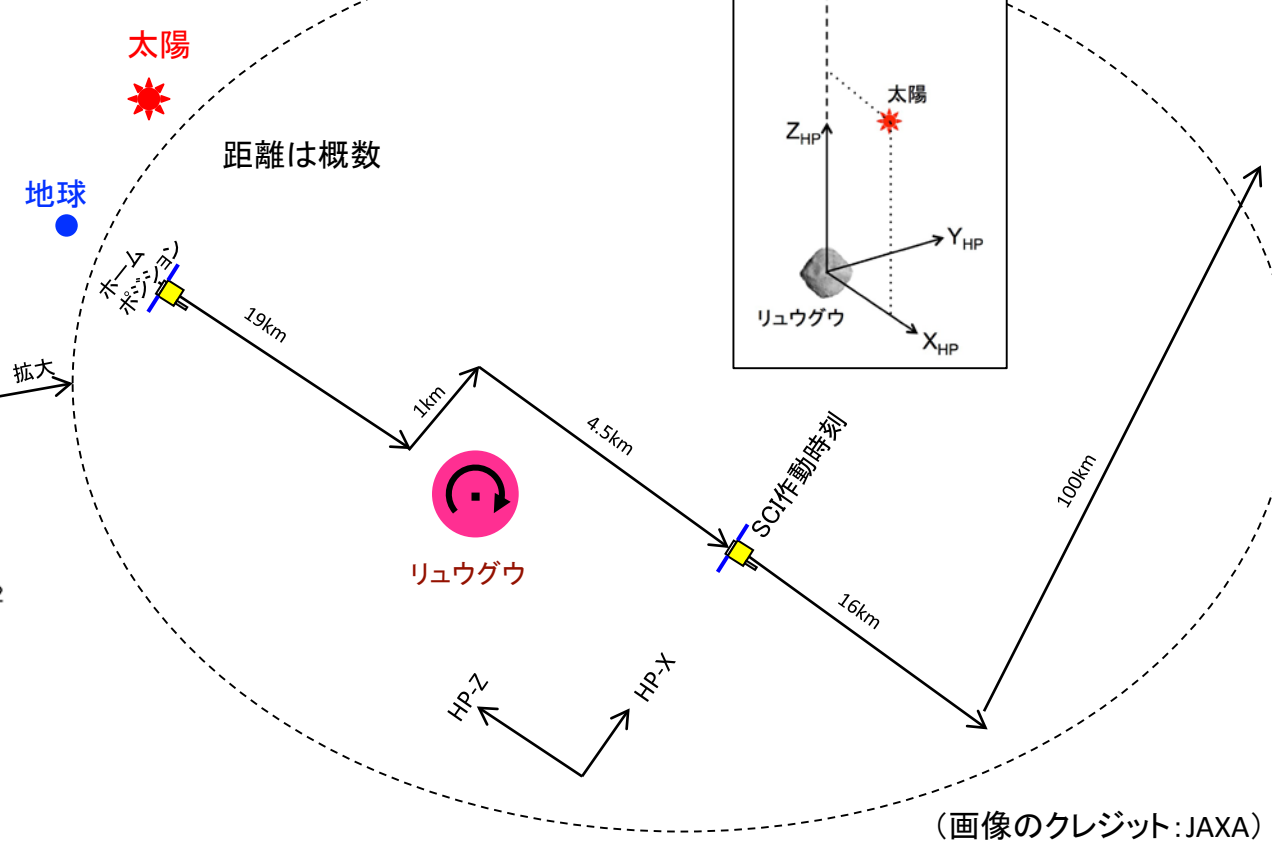 太陽
距離は概数
地球
ホーム
ポジション
19km
拡大
1km
4.5km
SCI作動時刻
リュウグウ
16km
100km
HP-Z
HP-X
太陽
ZHP
YHP
リュウグウ
XHP
2
（画像のクレジット：JAXA）